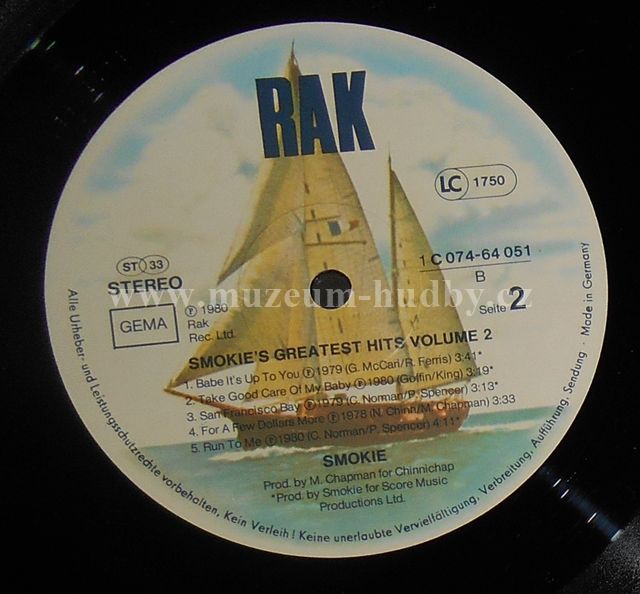 RAK
LC 1750
ST 33
STEREO
GEMA
℗ 1980
Rak
Rec. Ltd.
1 C 074-64 051
B
Seite 2
www.muzeum-hudby.cz
SMOKIE'S GREATEST HITS VOLUME 2
1. Babe It's Up To You ℗ 1979 (G. McCari/R. Ferris) 3:41*
2. Take Good Care Of My Baby ℗ 1980 (Goffin/King) 3:19*
3. San Francisco Bay ℗ 1979 (C. Norman/P. Spencer) 3:13*
4. For A Few Dollars More ℗ 1978 (N. Chinn/M. Chapman) 3:33
5. Run To Me ℗ 1980 (C. Norman/P. Spencer) 4:11*
SMOKIE
Prod. by M. Chapman for Chinnichap
*Prod. by Smokie for Score Music
Productions Ltd.
Alle Urheber- und Leistungsschutzrechte vorbehalten, Kein Verleih! Keine unerlaubte Vervielfältigung, Verbreitung, Aufführung, Sendung · Made in Germany